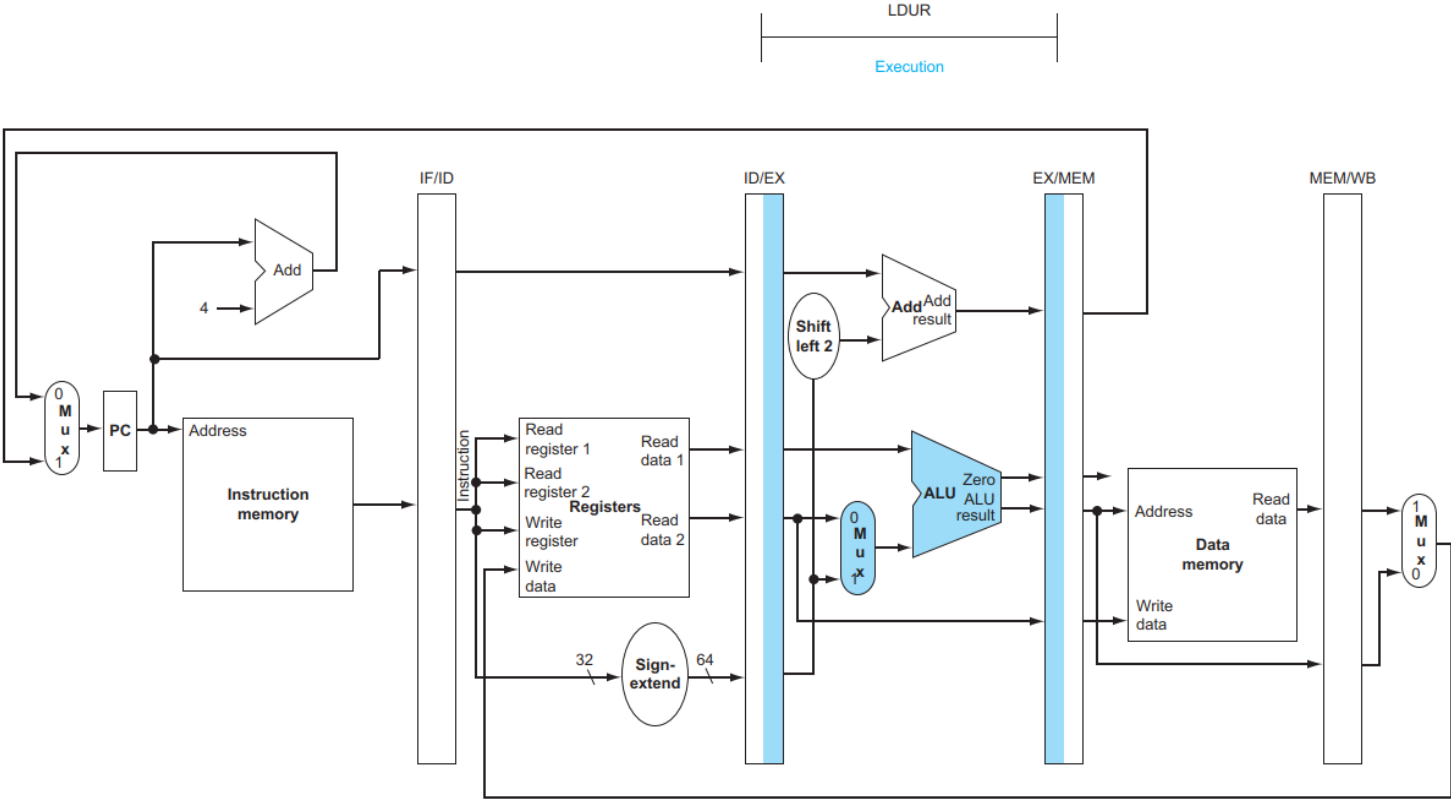 LDUR
Execution
IF/ID
ID/EX
EX/MEM
MEM/WB
Add
4
Shift
left 2
Add
Add
result
0
M
u
x
1
PC
Address
Instruction
memory
Instruction
Read
register 1
Read
register 2
Registers
Write
register
Write
data
Read
data 1
Read
data 2
32
Sign-
extend
64
0
M
u
x
1
ALU
Zero
ALU
result
Address
Read
data
Data
memory
Write
data
1
M
u
x
0